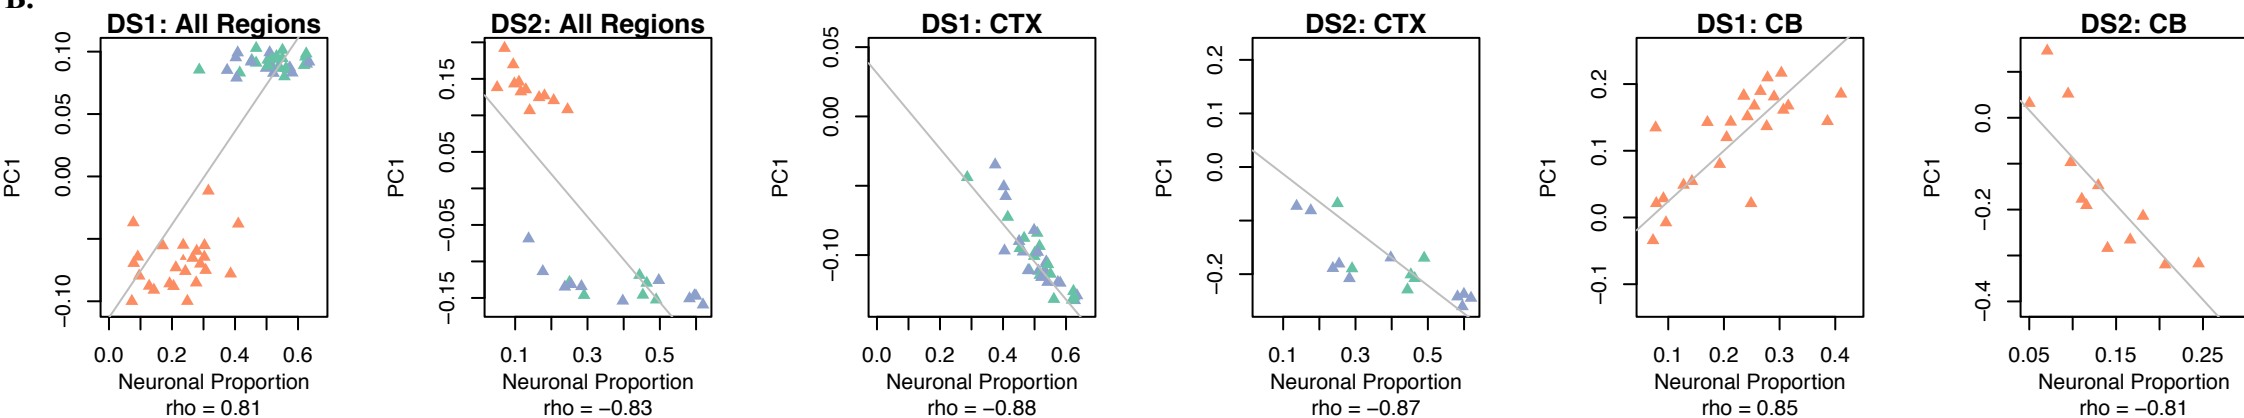 B.
DS1: All Regions
PC1
0.10
0.05
0.00
−0.10
0.0 0.2 0.4 0.6
Neuronal Proportion
rho = 0.81
DS2: All Regions
PC1
0.15
0.05
−0.05
−0.15
0.1 0.3 0.5
Neuronal Proportion
rho = −0.83
DS1: CTX
PC1
0.05
0.00
−0.10
0.0 0.2 0.4 0.6
Neuronal Proportion
rho = −0.88
DS2: CTX
PC1
0.2
0.1
0.0
−0.2
0.1 0.3 0.5
Neuronal Proportion
rho = −0.87
DS1: CB
PC1
0.2
0.1
0.0
−0.1
0.1 0.2 0.3 0.4
Neuronal Proportion
rho = 0.85
DS2: CB
PC1
0.0
−0.2
−0.4
0.05 0.15 0.25
Neuronal Proportion
rho = −0.81